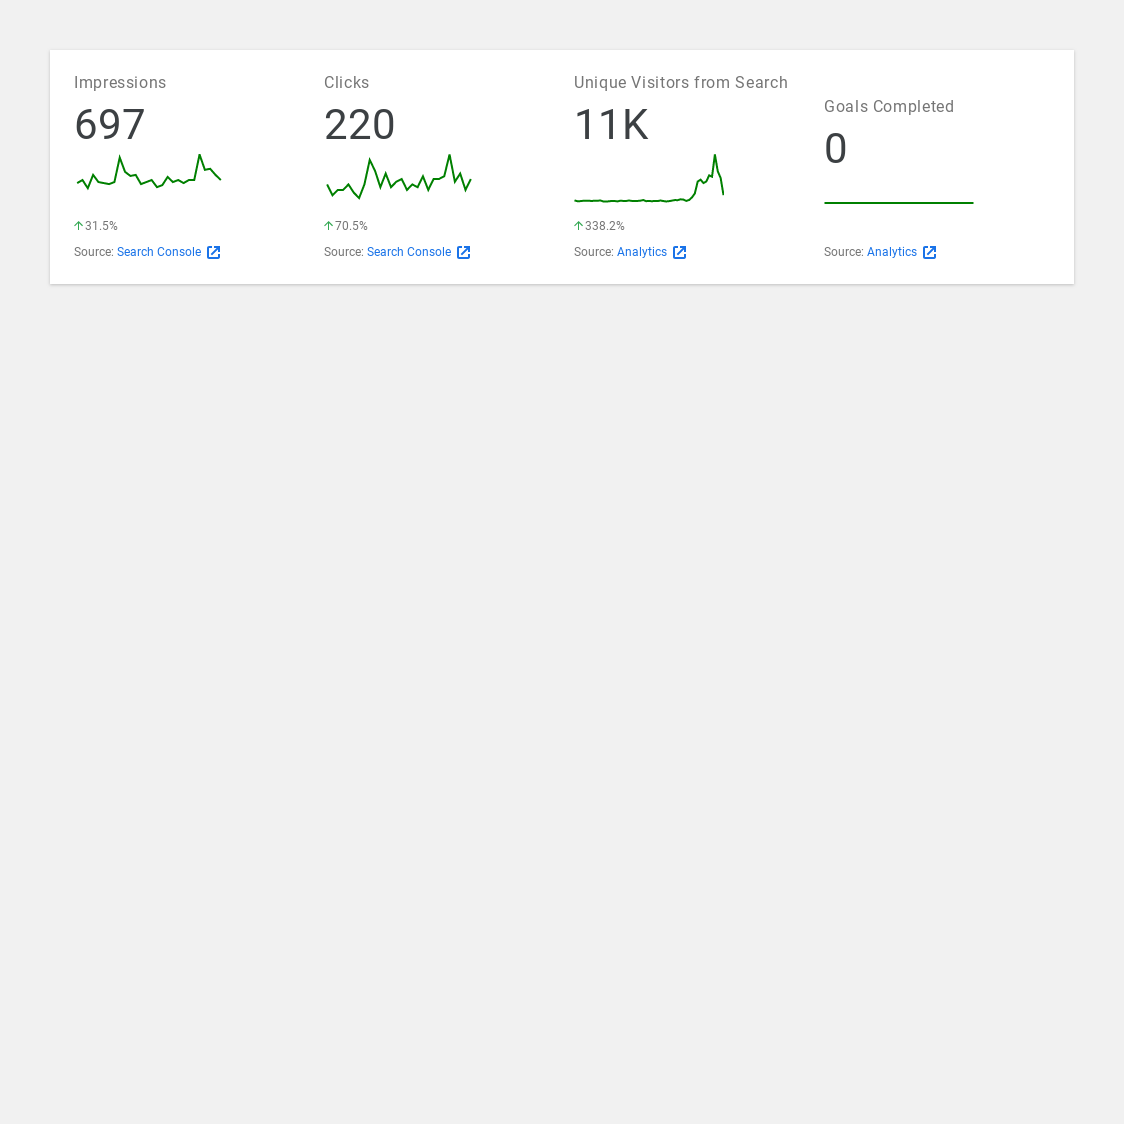 Impressions
697
31.5%
Source: Search Console
Clicks
220
70.5%
Source: Search Console
Unique Visitors from Search
11K
338.2%
Source: Analytics
Goals Completed
0
Source: Analytics